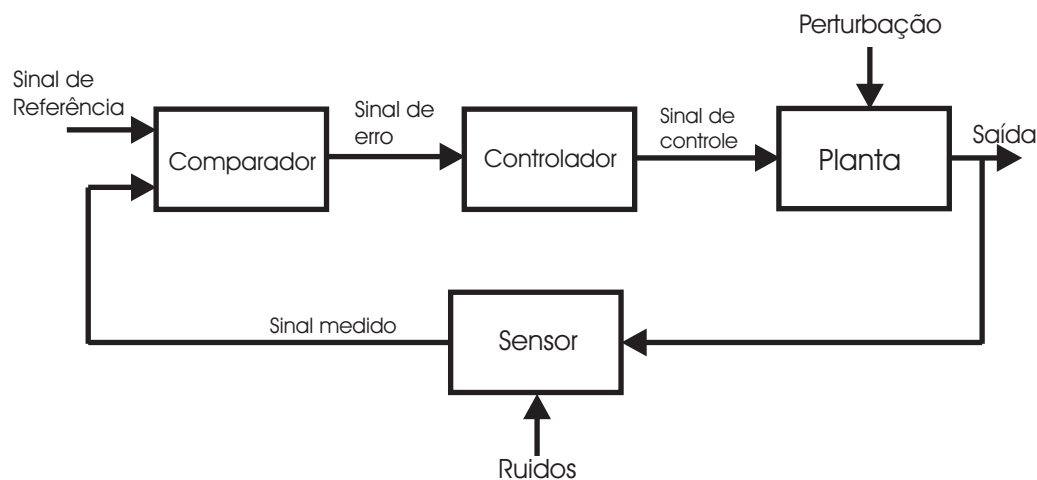 Perturbação
Sinal de
Referência
Comparador
Sinal de
erro
Controlador
Sinal de
controle
Planta
Saída
Sinal medido
Sensor
Ruidos